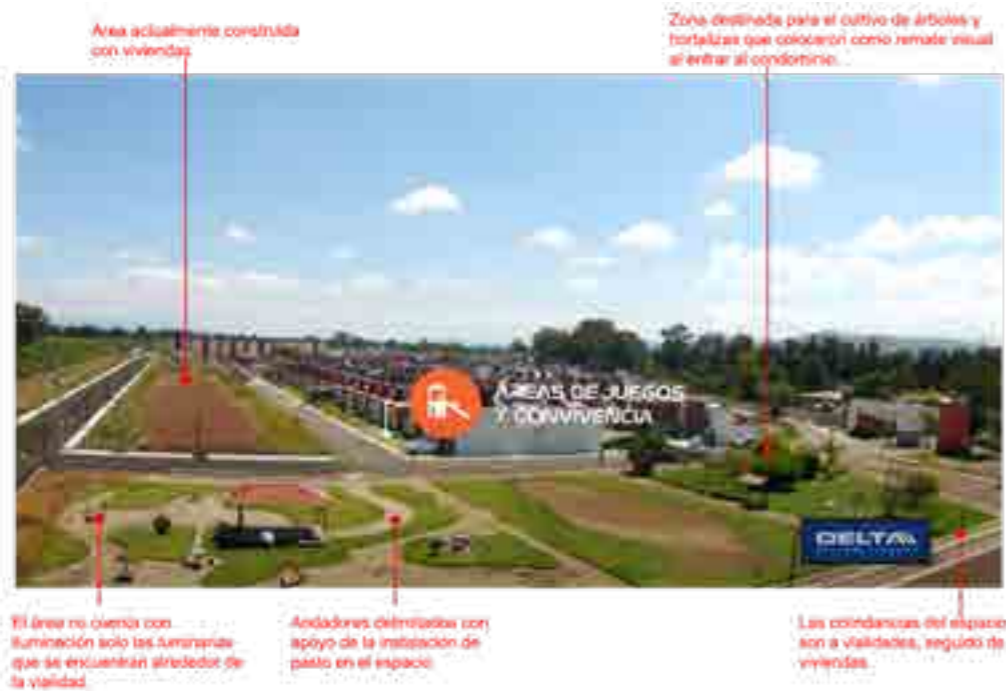 Área actualmente construida
con viviendas
Zona destinada para el cultivo de árboles y
hortalizas que colocaron como remate visual
al entrar al condominio.
ÁREAS DE JUEGOS
Y CONVIVENCIA
DELTA
El área no cuenta con
iluminación solo las luminarias
que se encuentran alrededor de
la vialidad.
Andadores delimitados con
apoyo de la instalación de
pasto en el espacio.
Las colindancias del espacio
son a vialidades, seguido de
viviendas.